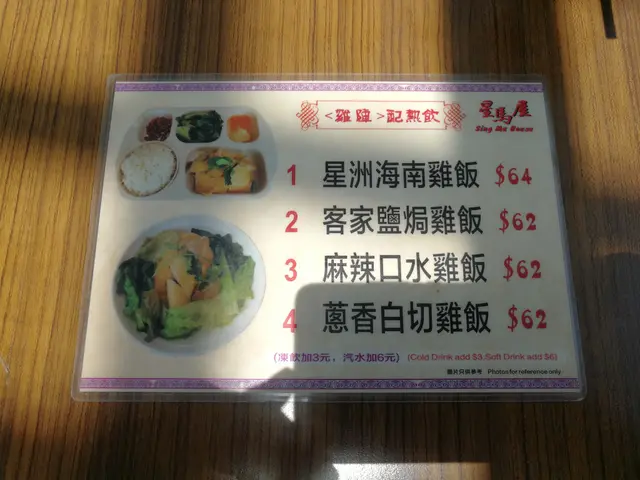 <雞譁>配熱飲
星馬屋
Sing Ma House
1 星洲海南雞飯 $64
2 客家鹽焗雞飯 $62
3 麻辣口水雞飯 $62
4 蔥香白切雞飯 $62
(凍飲加3元，汽水加6元) (Cold Drink add $3/Soft Drink add $6)
圖片只供參考 Photos for reference only